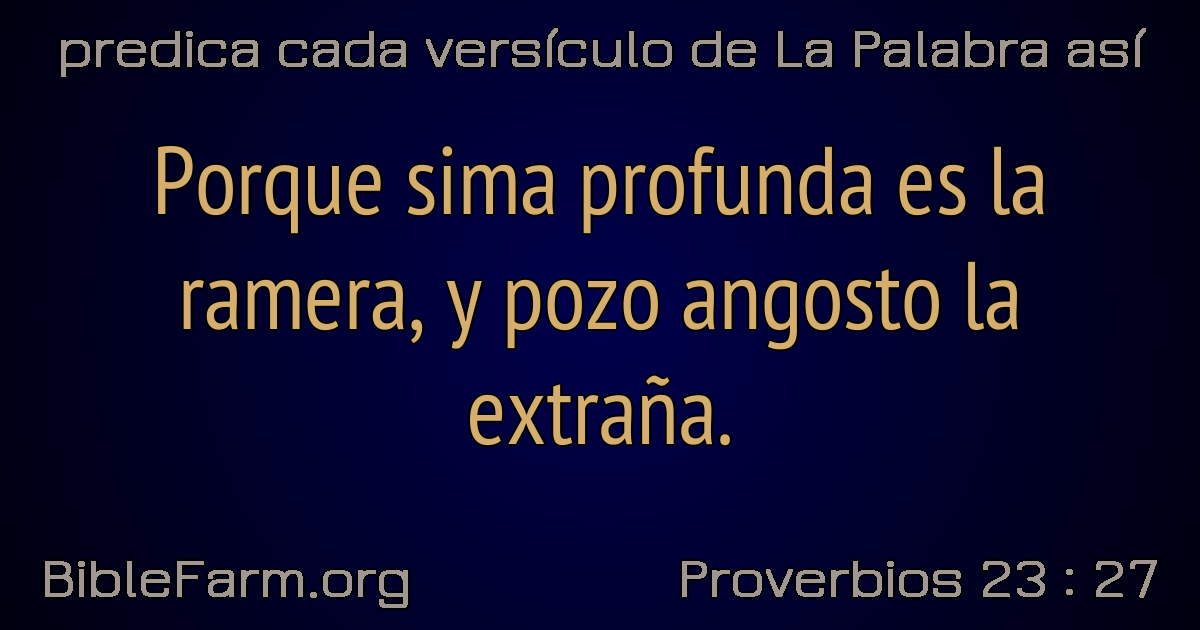 predica cada versículo de La Palabra así
Porque sima profunda es la
ramera, y pozo angosto la
extraña.
BibleFarm.org
Proverbios 23 : 27